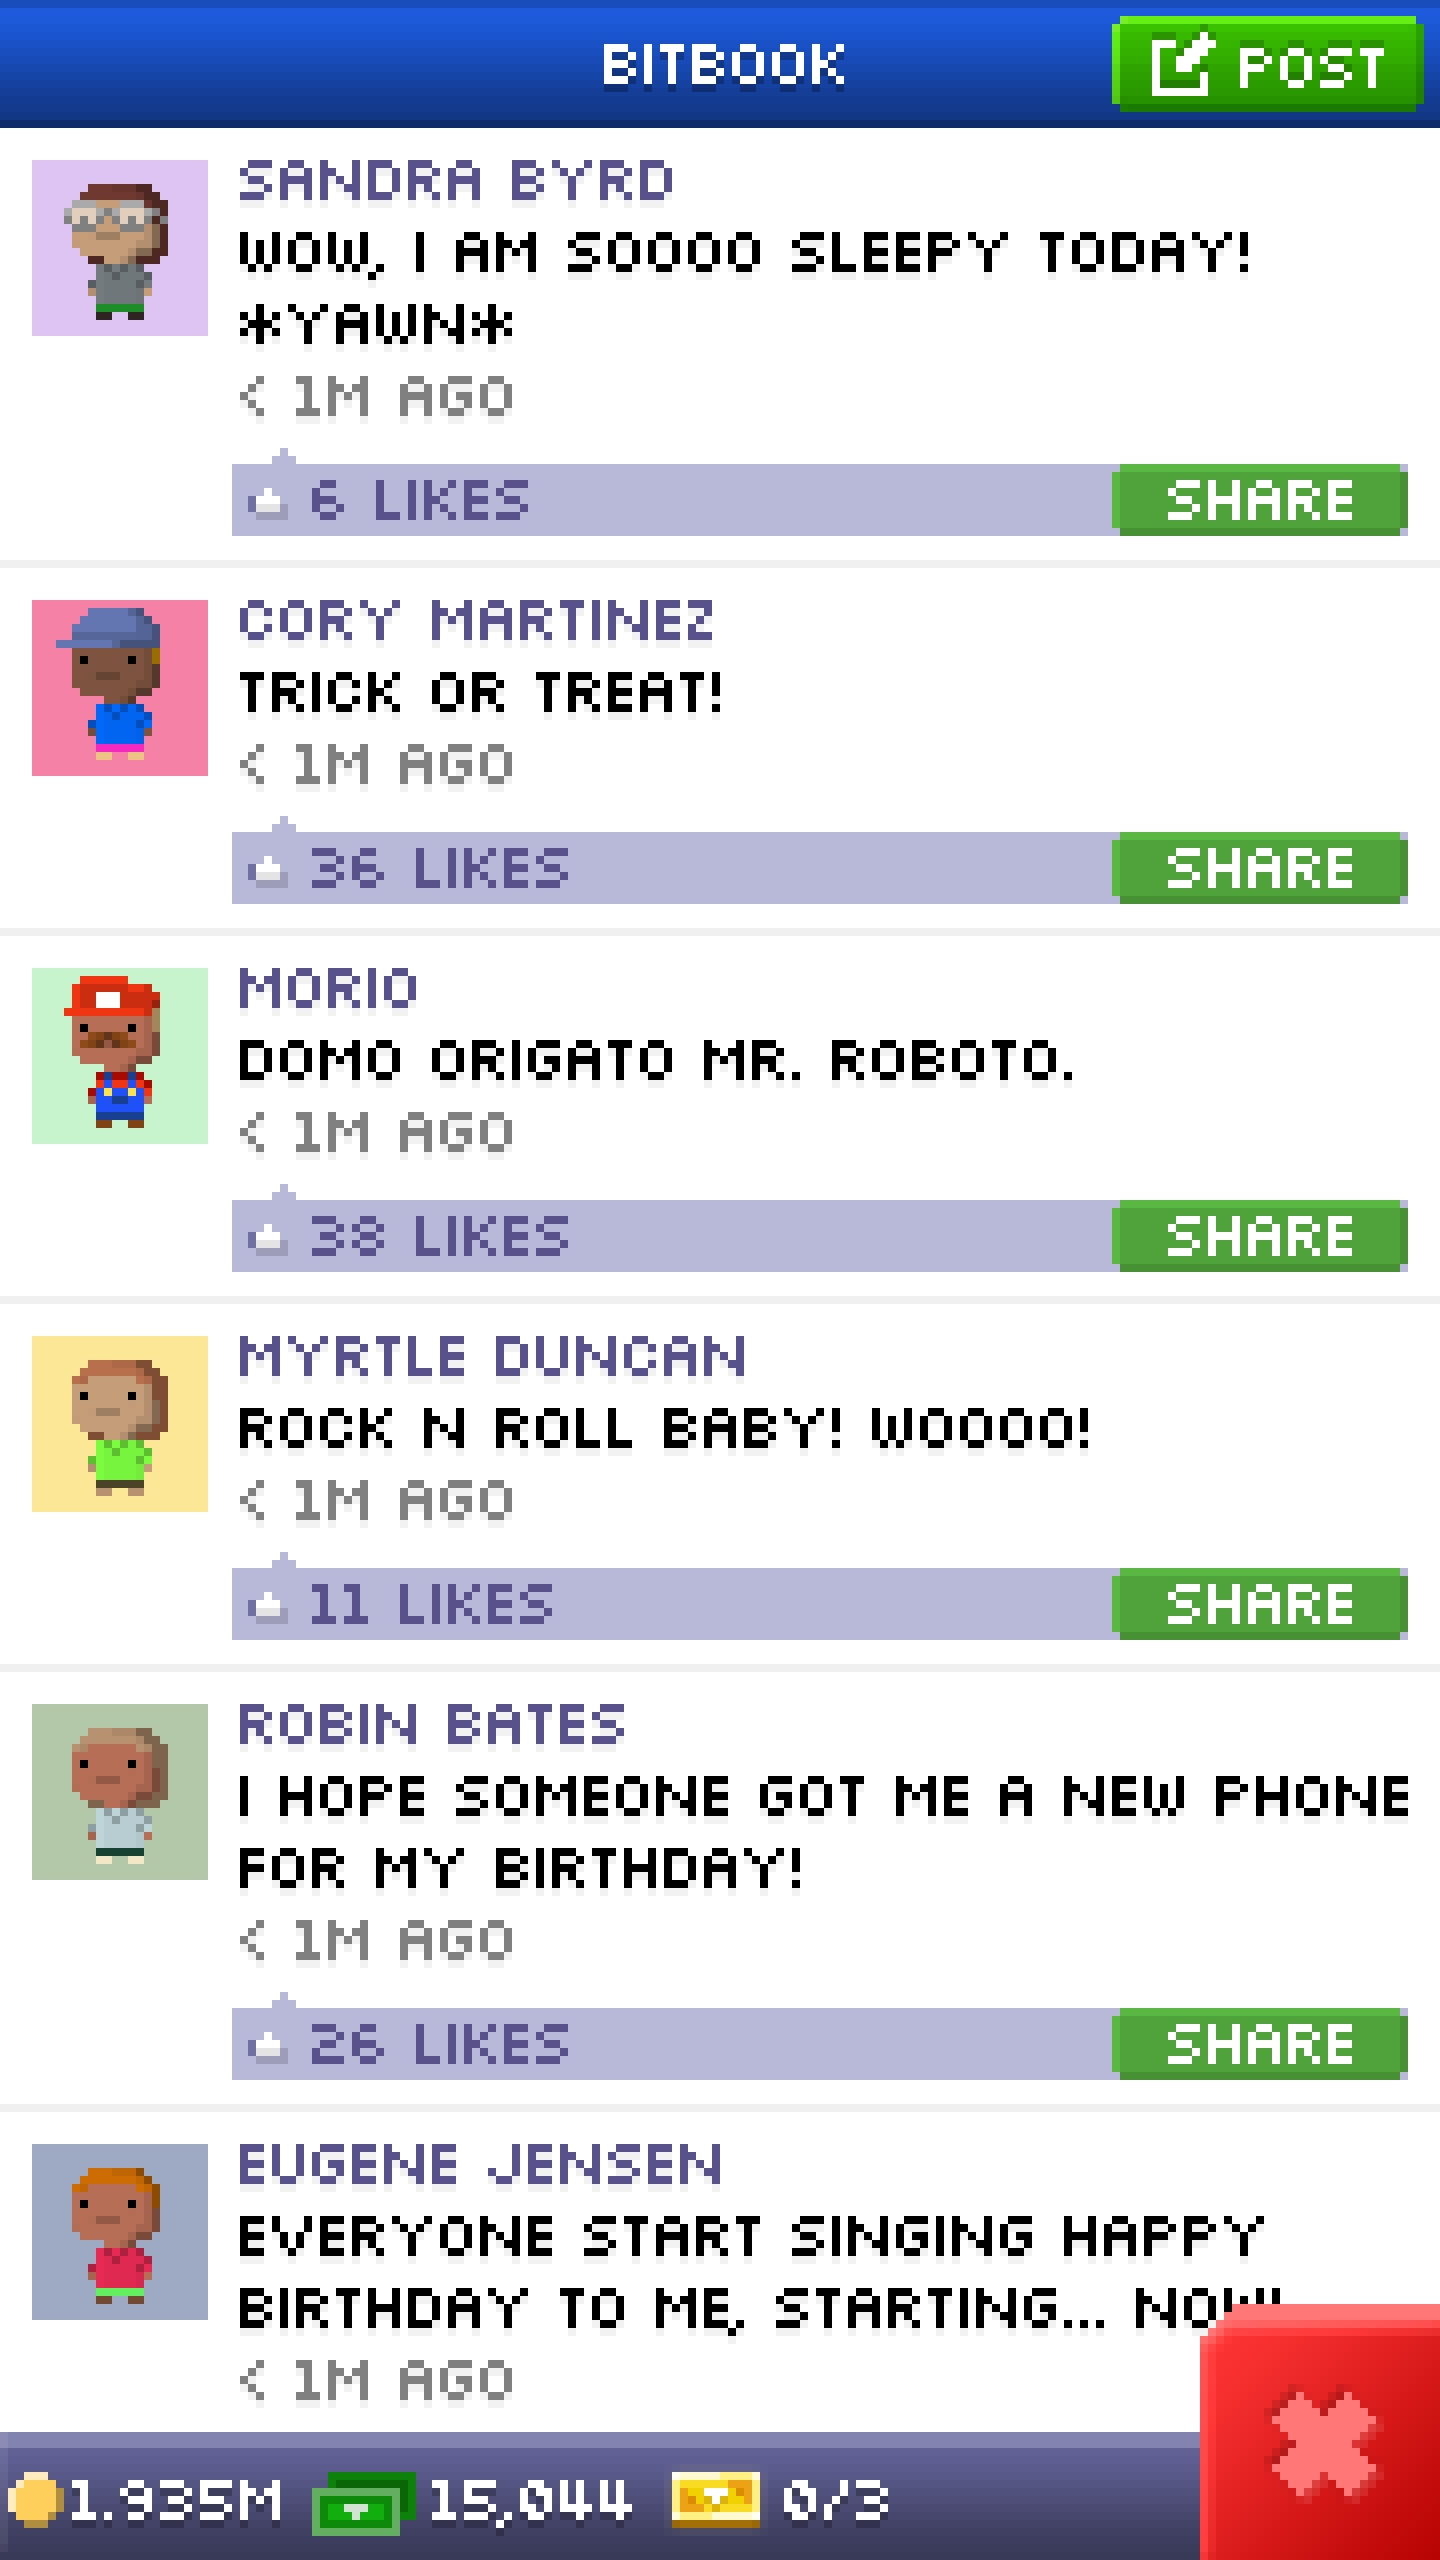 BITBOOK
POST
SANDRA BYRD
WOW, I AM SOOOO SLEEPY TODAY!
*YAWN*
< 1M AGO
6 LIKES
SHARE
CORY MARTINEZ
TRICK OR TREAT!
< 1M AGO
36 LIKES
SHARE
MORIO
DOMO ORIGATO MR. ROBOTO.
< 1M AGO
38 LIKES
SHARE
MYRTLE DUNCAN
ROCK N ROLL BABY! WOOOO!
< 1M AGO
11 LIKES
SHARE
ROBIN BATES
I HOPE SOMEONE GOT ME A NEW PHONE
FOR MY BIRTHDAY!
< 1M AGO
26 LIKES
SHARE
EUGENE JENSEN
EVERYONE START SINGING HAPPY
BIRTHDAY TO ME, STARTING... NOW!
< 1M AGO
1.935M
15,044
0/3